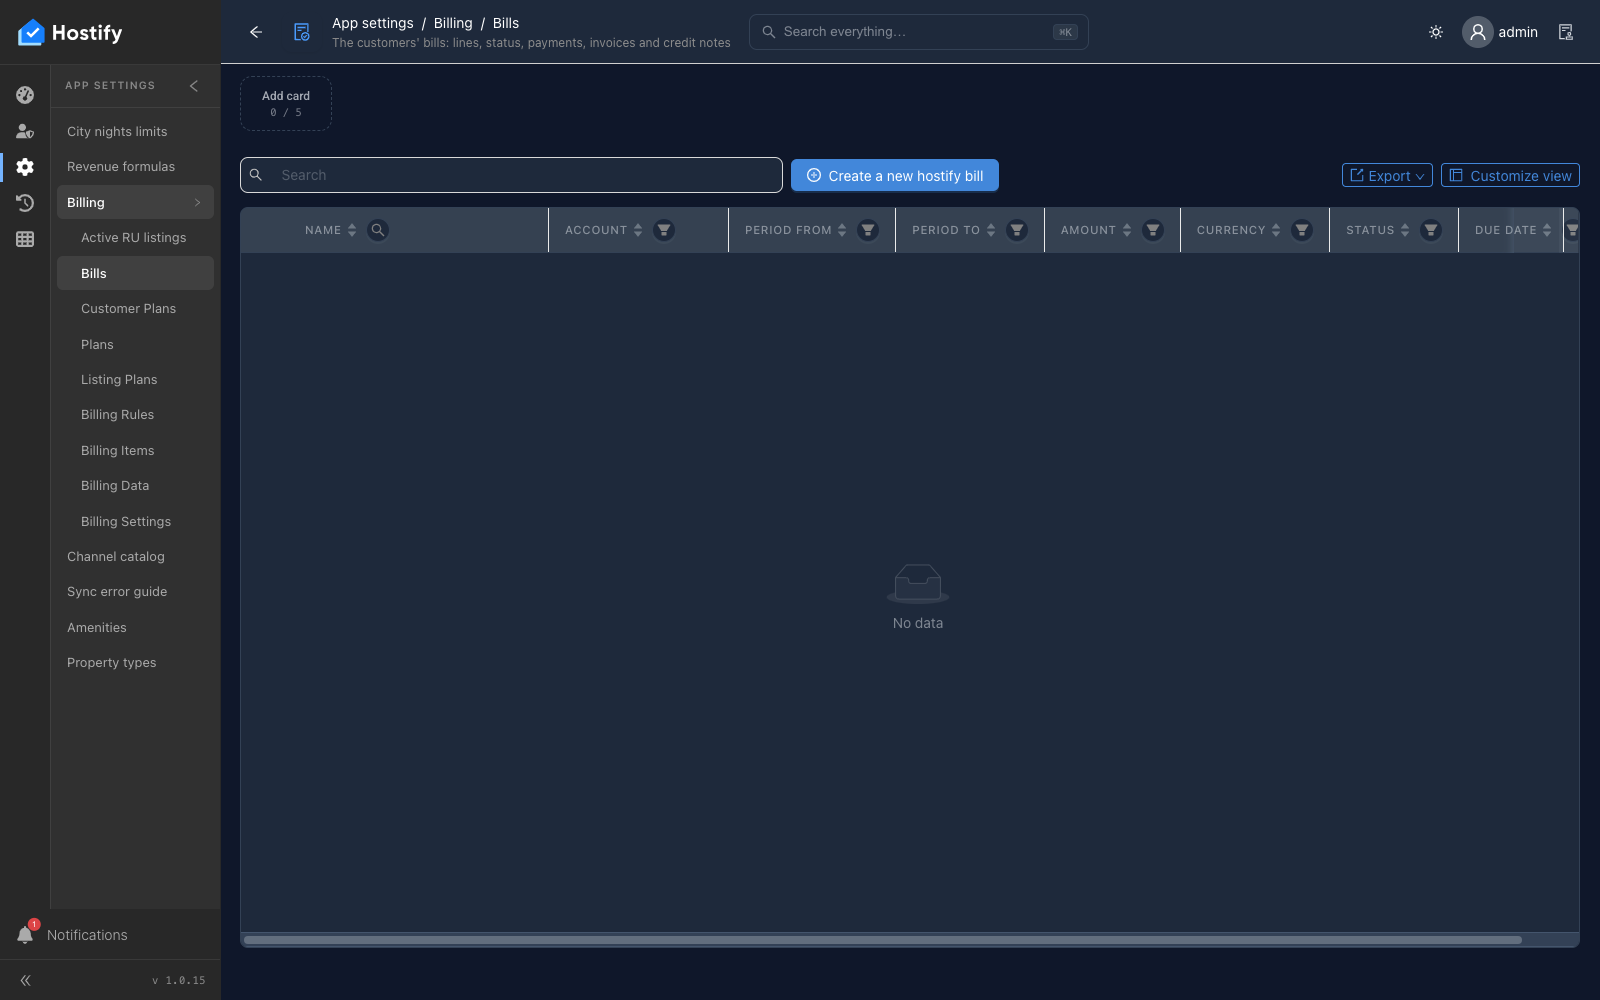 Hostify
App settings / Billing / Bills
The customers' bills: lines, status, payments, invoices and credit notes
Search everything...
⌘K
admin
APP SETTINGS
City nights limits
Revenue formulas
Billing
Active RU listings
Bills
Customer Plans
Plans
Listing Plans
Billing Rules
Billing Items
Billing Data
Billing Settings
Channel catalog
Sync error guide
Amenities
Property types
1
Notifications
v 1.0.15
Add card
0 / 5
Search
Create a new hostify bill
Export
Customize view
NAME
ACCOUNT
PERIOD FROM
PERIOD TO
AMOUNT
CURRENCY
STATUS
DUE DATE
No data